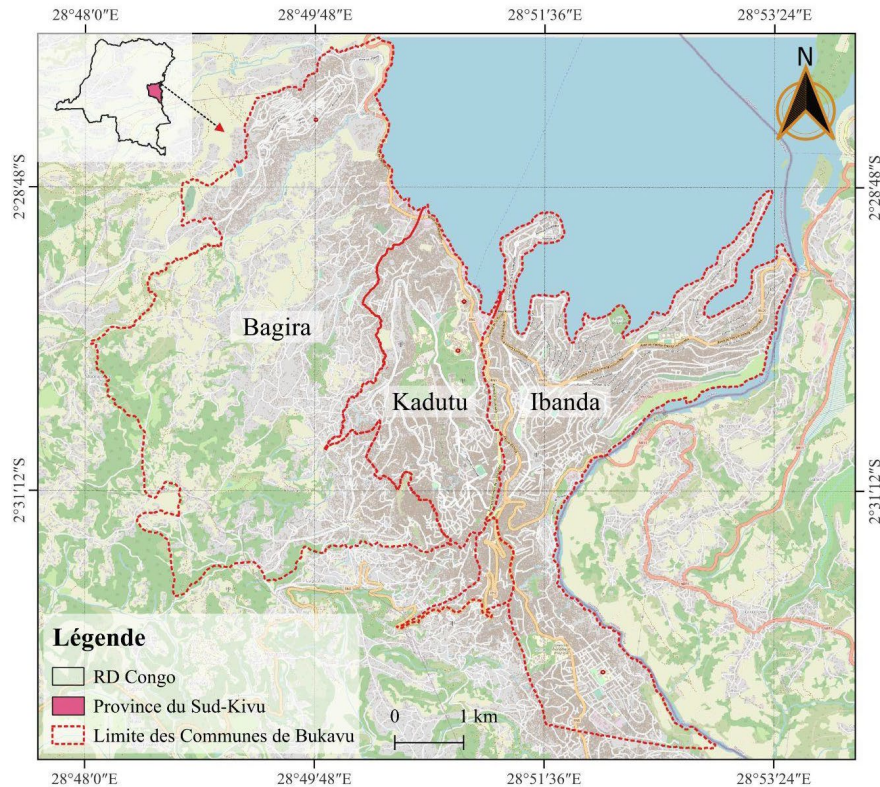 28°48'0"E 28°49'48"E 28°51'36"E 28°53'24"E
N
2°28'48"S 2°28'48"S
Bagira
Kadutu Ibanda
2°31'12"S 2°31'12"S
Légende
RD Congo
Province du Sud-Kivu
Limite des Communes de Bukavu
0 1 km
28°48'0"E 28°49'48"E 28°51'36"E 28°53'24"E